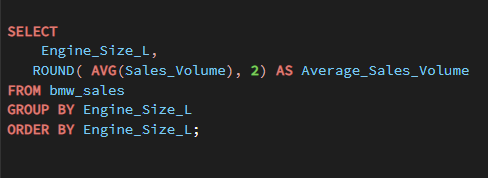 SELECT
    Engine_Size_L,
   ROUND( AVG(Sales_Volume), 2) AS Average_Sales_Volume
FROM bmw_sales
GROUP BY Engine_Size_L
ORDER BY Engine_Size_L;